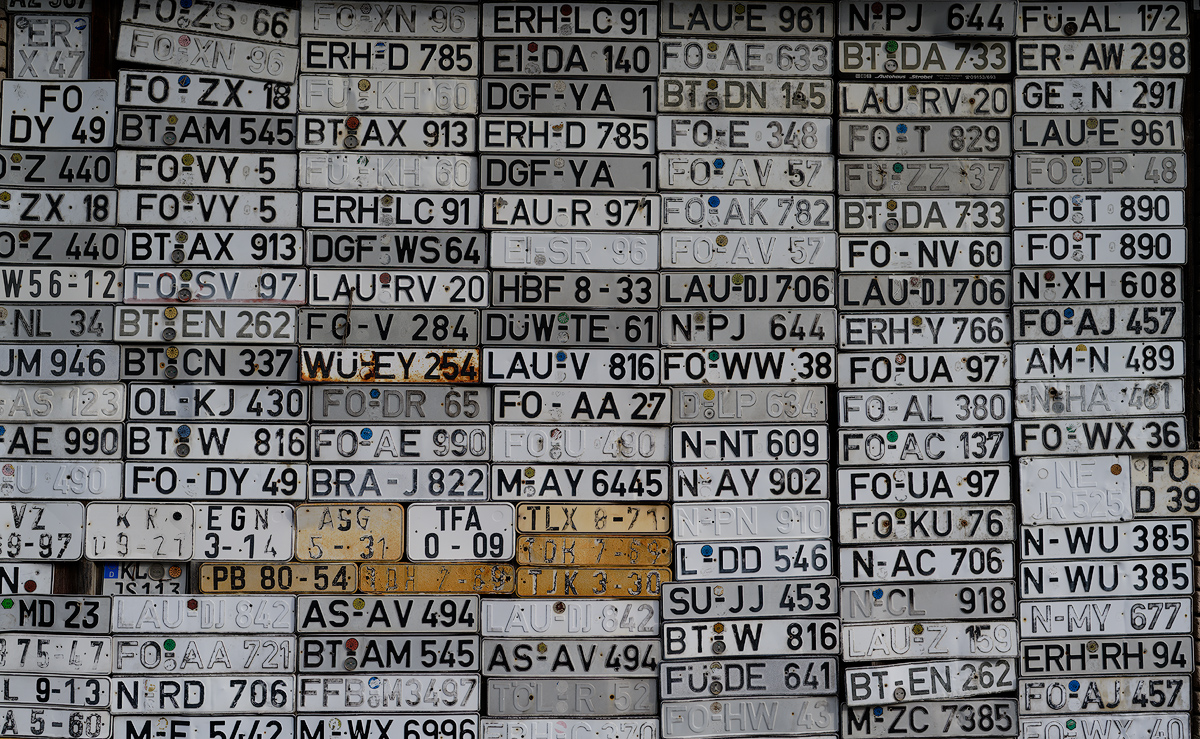 FO ZS 66
FO XN 96
ERH LC 91
LAU E 961
N PJ 644
FÜ AL 172
ER X 47
FO XN 96
ERH D 785
EI DA 140
FO AE 633
BT DA 733
ER-AW 298
FO ZX 18
FÜ KH 60
DGF YA 1
BT DN 145
LAU RV 20
GE N 291
FO
DY 49
BT AM 545
BT AX 913
ERH D 785
FO E 348
FO T 829
LAU E 961
Z 440
FO VY 5
FÜ KH 60
DGF YA 1
FO AV 57
FÜ ZZ 37
FO PP 48
ZX 18
FO VY 5
ERH LC 91
LAU-R 971
FO AK 782
BT DA 733
FO T 890
Z 440
BT AX 913
DGF WS 64
EI SR 96
FO AV 57
FO NV 60
FO T 890
W56-12
FO SV 97
LAU RV 20
HBF 8-33
LAU DJ 706
LAU DJ 706
N XH 608
NL 34
BT EN 262
FO-V 284
DÜW TE 61
N PJ 644
ERH Y 766
FO AJ 457
JM 946
BT CN 337
WÜ EY 254
LAU V 816
FO WW 38
FO UA 97
AM-N 489
AS 123
OL-KJ 430
FO DR 65
FO-AA 27
LP 634
FO-AL 380
N HA 461
AE 990
BT W 816
FO AE 990
FO U 490
N-NT 609
FO AC 137
FO WX 36
U 490
FO-DY 49
BRA-J 822
M AY 6445
N-AY 902
FO UA 97
NE
JR 525
FO
D 39
VZ
9-97
EGN
3-14
ASG
5-31
TFA
0-09
TLX 8-71
N-PN 910
FO KU 76
N-WU 385
TDK 7-69
L DD 546
N-AC 706
N-WU 385
N
PB 80-54
TJK 3-30
MD 23
LAU DJ 842
AS-AV 494
LAU DJ 842
SU-JJ 453
N CL 918
N-MY 677
75-47
FO AA 721
BT AM 545
AS-AV 494
BT W 816
LAU Z 159
ERH RH 94
L 9-13
N RD 706
FFB M 3497
TÖL R 52
FÜ DE 641
BT-EN 262
FO AJ 457
A 5-60
M-E 5442
M-WX 6996
ERH C 370
FO-HW 43
M-ZC 7385
FO WX 40